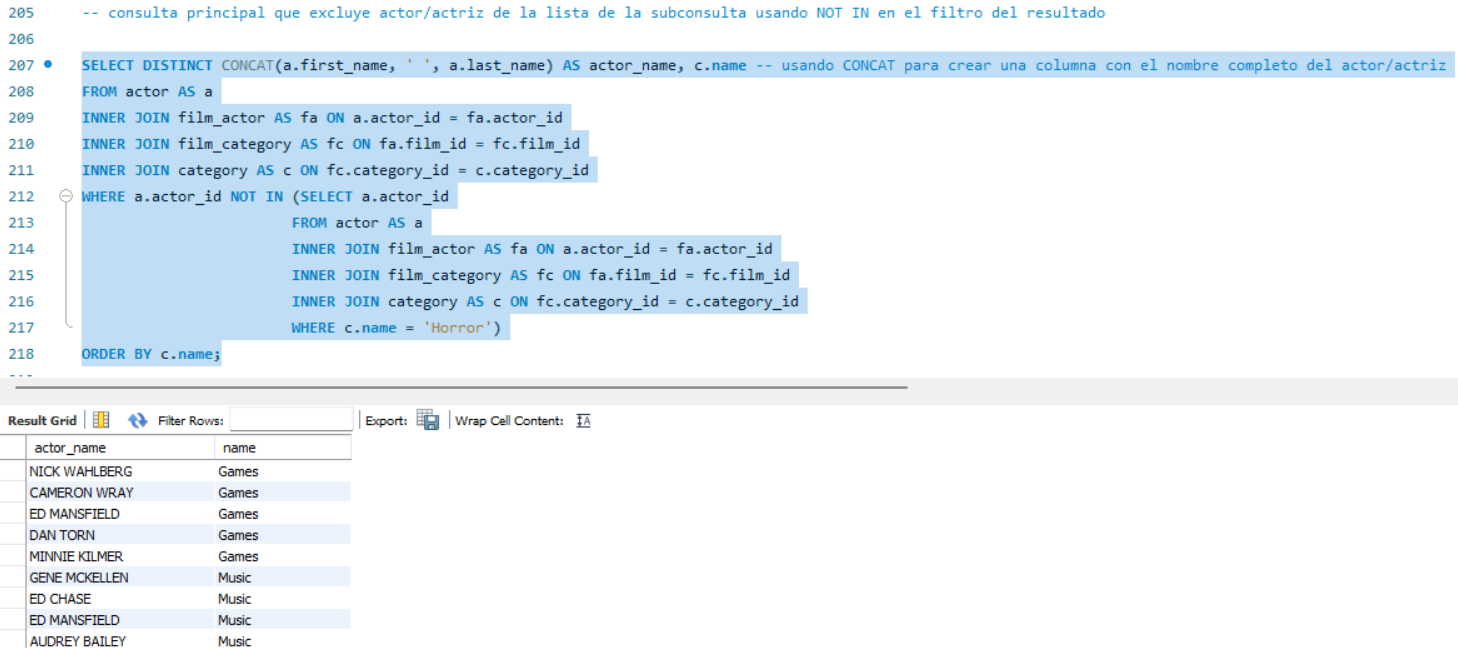 205 -- consulta principal que excluye actor/actriz de la lista de la subconsulta usando NOT IN en el filtro del resultado
206
207 SELECT DISTINCT CONCAT(a.first_name, ' ', a.last_name) AS actor_name, c.name -- usando CONCAT para crear una columna con el nombre completo del actor/actriz
208 FROM actor AS a
209 INNER JOIN film_actor AS fa ON a.actor_id = fa.actor_id
210 INNER JOIN film_category AS fc ON fa.film_id = fc.film_id
211 INNER JOIN category AS c ON fc.category_id = c.category_id
212 WHERE a.actor_id NOT IN (SELECT a.actor_id
213 FROM actor AS a
214 INNER JOIN film_actor AS fa ON a.actor_id = fa.actor_id
215 INNER JOIN film_category AS fc ON fa.film_id = fc.film_id
216 INNER JOIN category AS c ON fc.category_id = c.category_id
217 WHERE c.name = 'Horror')
218 ORDER BY c.name;
Result Grid Filter Rows: Export: Wrap Cell Content: IA
actor_name name
NICK WAHLBERG Games
CAMERON WRAY Games
ED MANSFIELD Games
DAN TORN Games
MINNIE KILMER Games
GENE MCKELLEN Music
ED CHASE Music
ED MANSFIELD Music
AUDREY BAILEY Music